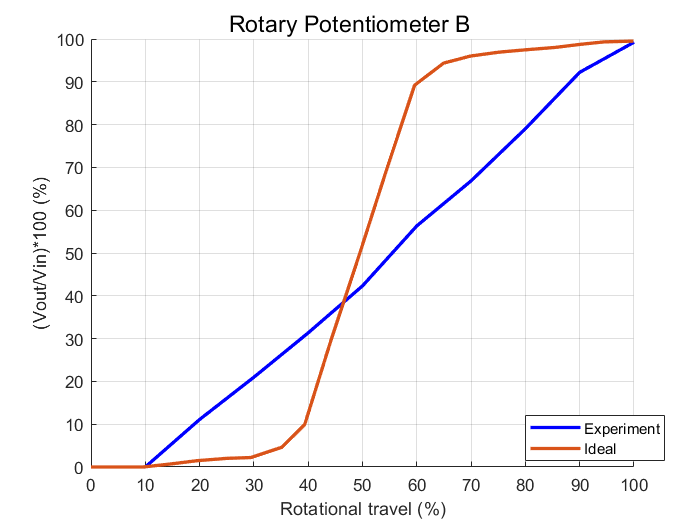 Rotary Potentiometer B
(Vout/Vin)*100 (%)
100
90
80
70
60
50
40
30
20
10
0
0 10 20 30 40 50 60 70 80 90 100
Rotational travel (%)
Experiment
Ideal